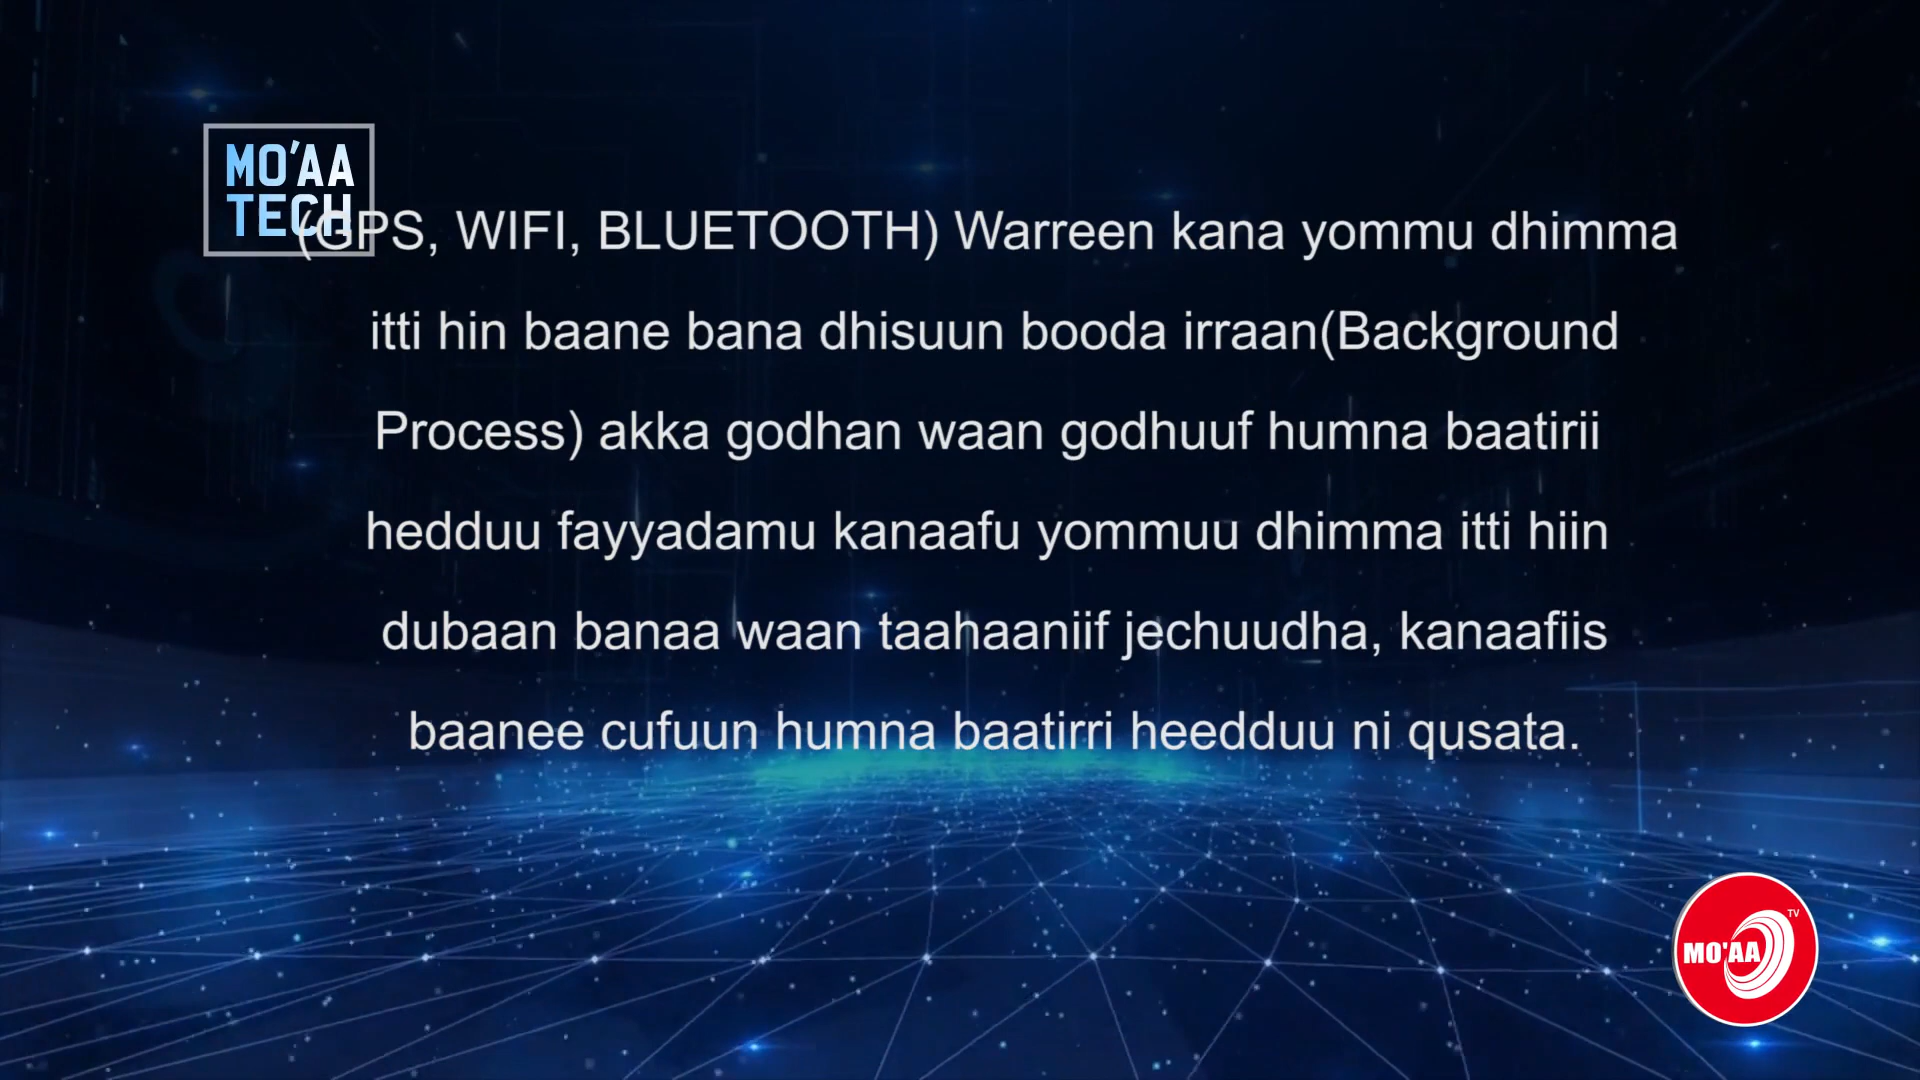 MO'AA
TECH
(GPS, WIFI, BLUETOOTH) Warreen kana yommu dhimma
itti hin baane bana dhisuun booda irraan(Background
Process) akka godhan waan godhuuf humna baatirii
hedduu fayyadamu kanaafu yommuu dhimma itti hiin
dubaan banaa waan taahaaniif jechuudha, kanaafiis
baanee cufuun humna baatirri heedduu ni qusata.
TV
MO'AA